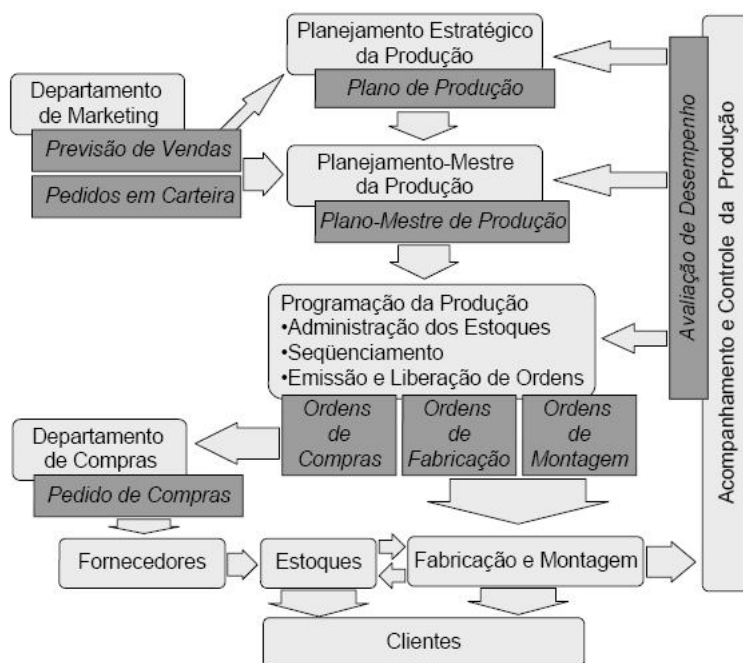 Planejamento Estratégico
da Produção
Plano de Produção
Departamento
de Marketing
Previsão de Vendas
Pedidos em Carteira
Planejamento-Mestre
da Produção
Plano-Mestre de Produção
Programação da Produção
•Administração dos Estoques
•Seqüenciamento
•Emissão e Liberação de Ordens
Ordens
de
Compras
Ordens
de
Fabricação
Ordens
de
Montagem
Departamento
de Compras
Pedido de Compras
Fornecedores
Estoques
Fabricação e Montagem
Clientes
Avaliação de Desempenho
Acompanhamento e Controle da Produção